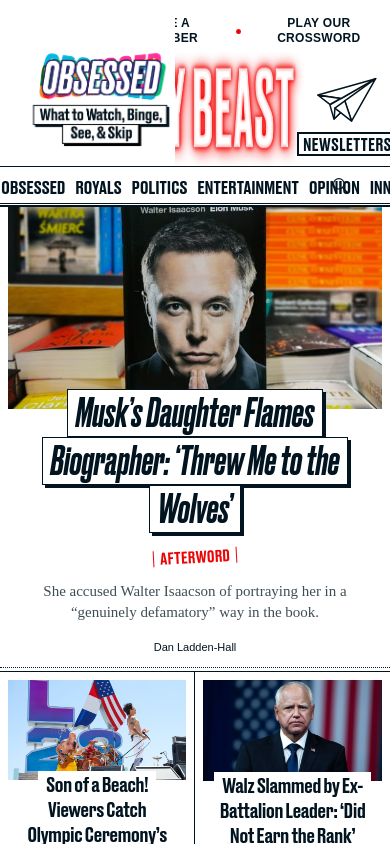 E A
BER
PLAY OUR
CROSSWORD
OBSESSED
What to Watch, Binge,
See, & Skip
Y BEAST
NEWSLETTERS
OBSESSED ROYALS POLITICS ENTERTAINMENT OPINION INN
WARTKA
ŚMIERĆ
Walter Isaacson Elon Musk
Musk's Daughter Flames
Biographer: ‘Threw Me to the
Wolves’
AFTERWORD
She accused Walter Isaacson of portraying her in a
“genuinely defamatory” way in the book.
Dan Ladden-Hall
Son of a Beach!
Viewers Catch
Olympic Ceremony’s
Walz Slammed by Ex-
Battalion Leader: ‘Did
Not Earn the Rank’